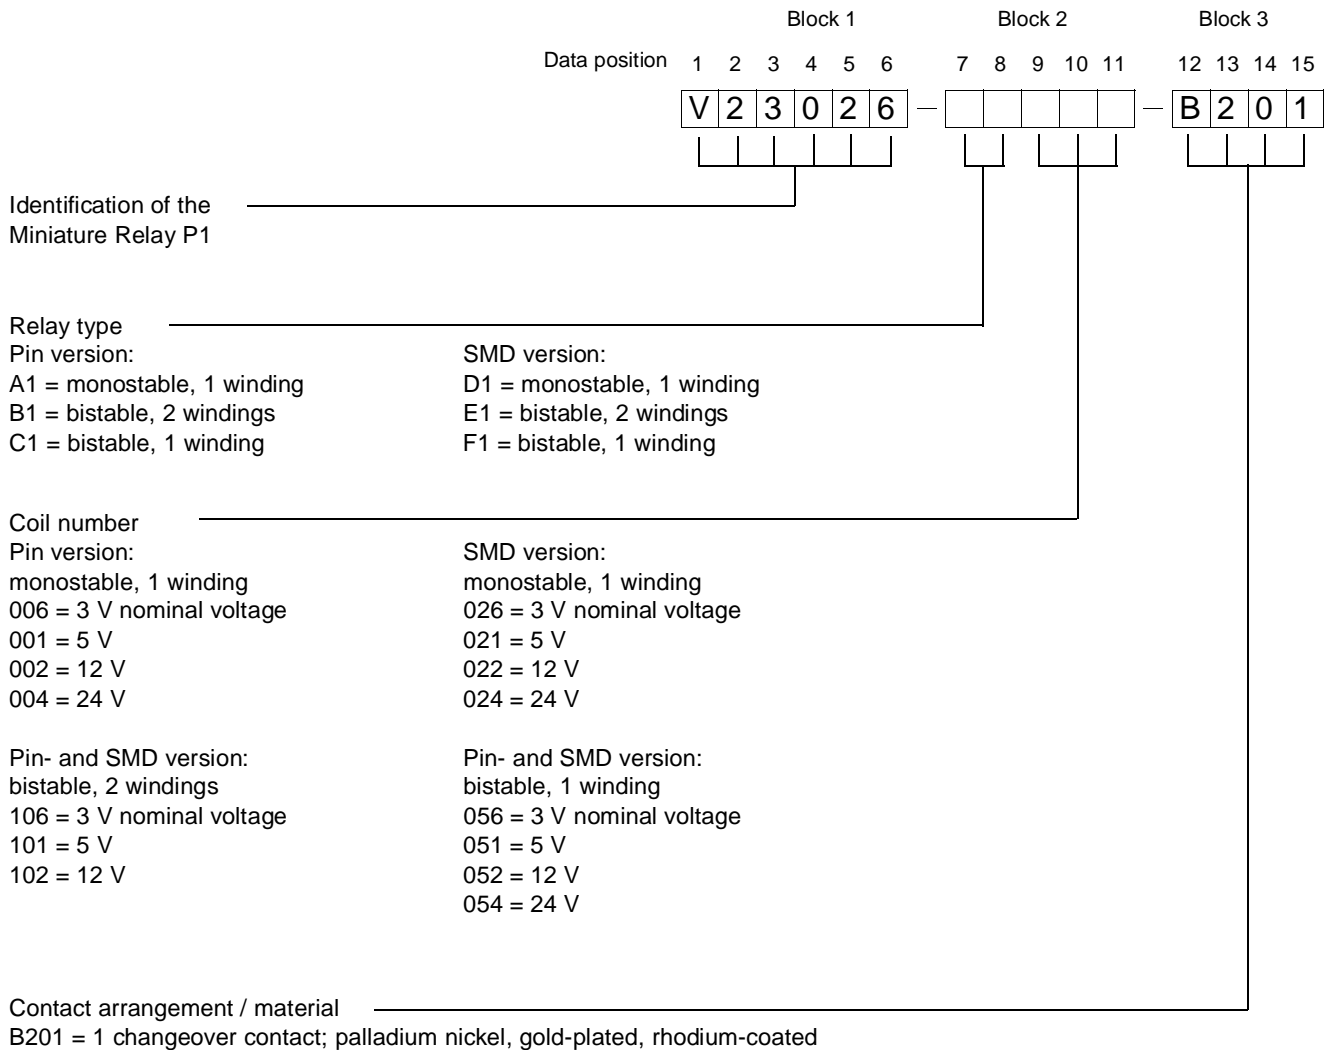 Block 1 Block 2 Block 3
Data position 1 2 3 4 5 6 7 8 9 10 11 12 13 14 15
V 2 3 0 2 6 – – B 2 0 1
Identification of the
Miniature Relay P1
Relay type
Pin version:
A1 = monostable, 1 winding
B1 = bistable, 2 windings
C1 = bistable, 1 winding
SMD version:
D1 = monostable, 1 winding
E1 = bistable, 2 windings
F1 = bistable, 1 winding
Coil number
Pin version:
monostable, 1 winding
006 = 3 V nominal voltage
001 = 5 V
002 = 12 V
004 = 24 V
SMD version:
monostable, 1 winding
026 = 3 V nominal voltage
021 = 5 V
022 = 12 V
024 = 24 V
Pin- and SMD version:
bistable, 2 windings
106 = 3 V nominal voltage
101 = 5 V
102 = 12 V
Pin- and SMD version:
bistable, 1 winding
056 = 3 V nominal voltage
051 = 5 V
052 = 12 V
054 = 24 V
Contact arrangement / material
B201 = 1 changeover contact; palladium nickel, gold-plated, rhodium-coated